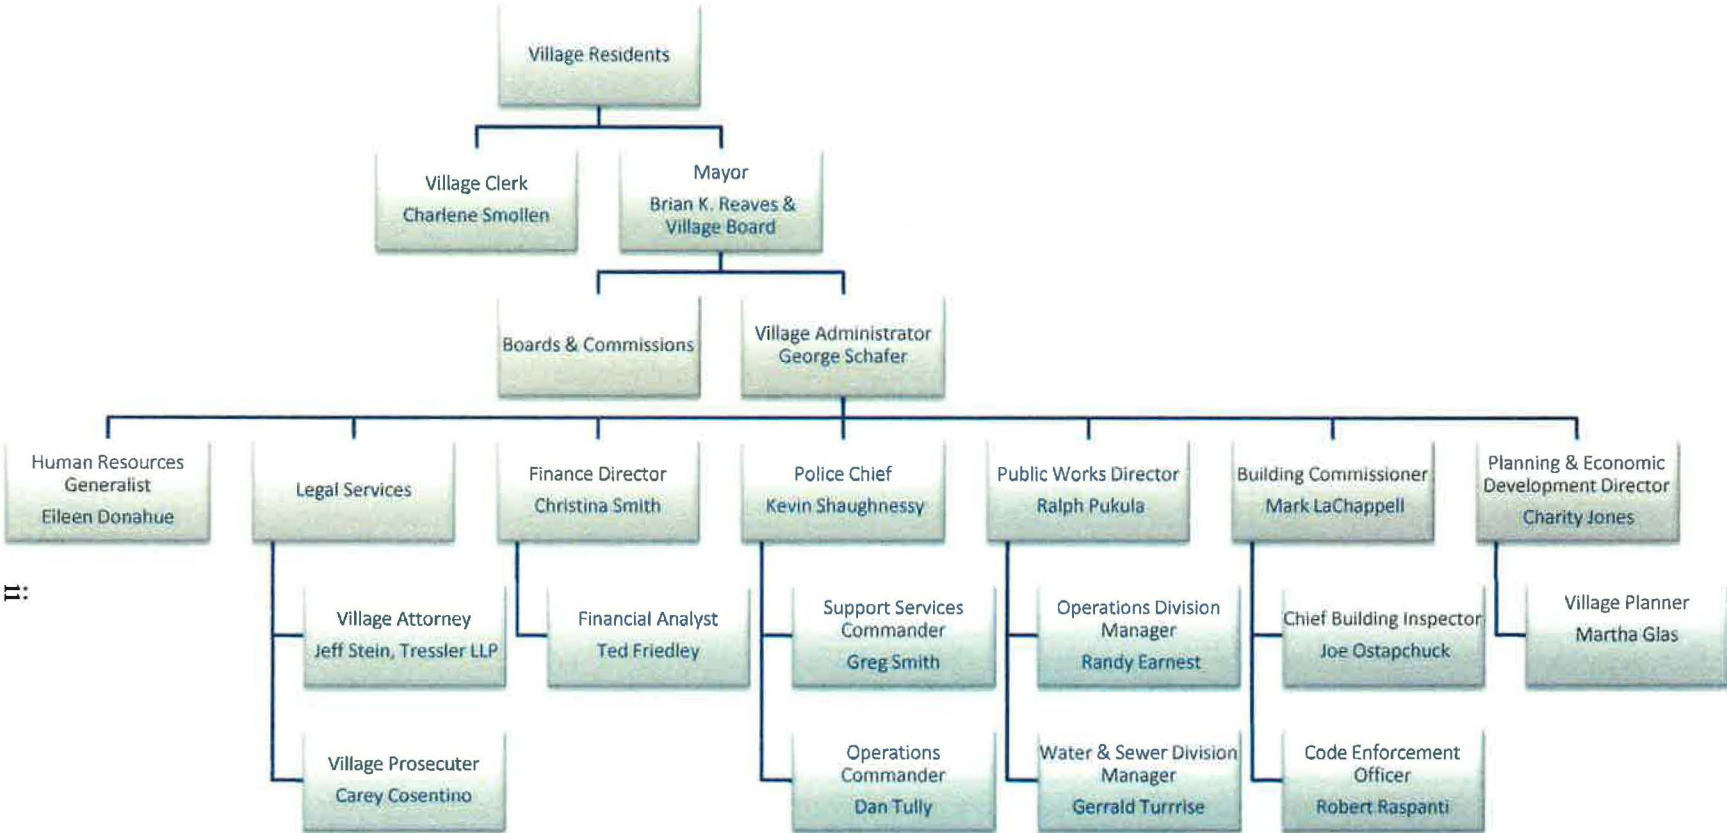 Village Residents
Village Clerk
Charlene Smollen
Mayor
Brian K. Reaves &
Village Board
Boards & Commissions
Village Administrator
George Schafer
Human Resources
Generalist
Eileen Donahue
Legal Services
Finance Director
Christina Smith
Police Chief
Kevin Shaughnessy
Public Works Director
Ralph Pukula
Building Commissioner
Mark LaChappell
Planning & Economic
Development Director
Charity Jones
Village Attorney
Jeff Stein, Tressler LLP
Financial Analyst
Ted Friedley
Support Services
Commander
Greg Smith
Operations Division
Manager
Randy Earnest
Chief Building Inspector
Joe Ostapchuck
Village Planner
Martha Glas
Village Prosecuter
Carey Cosentino
Operations
Commander
Dan Tully
Water & Sewer Division
Manager
Gerrald Turrrise
Code Enforcement
Officer
Robert Raspanti
ii